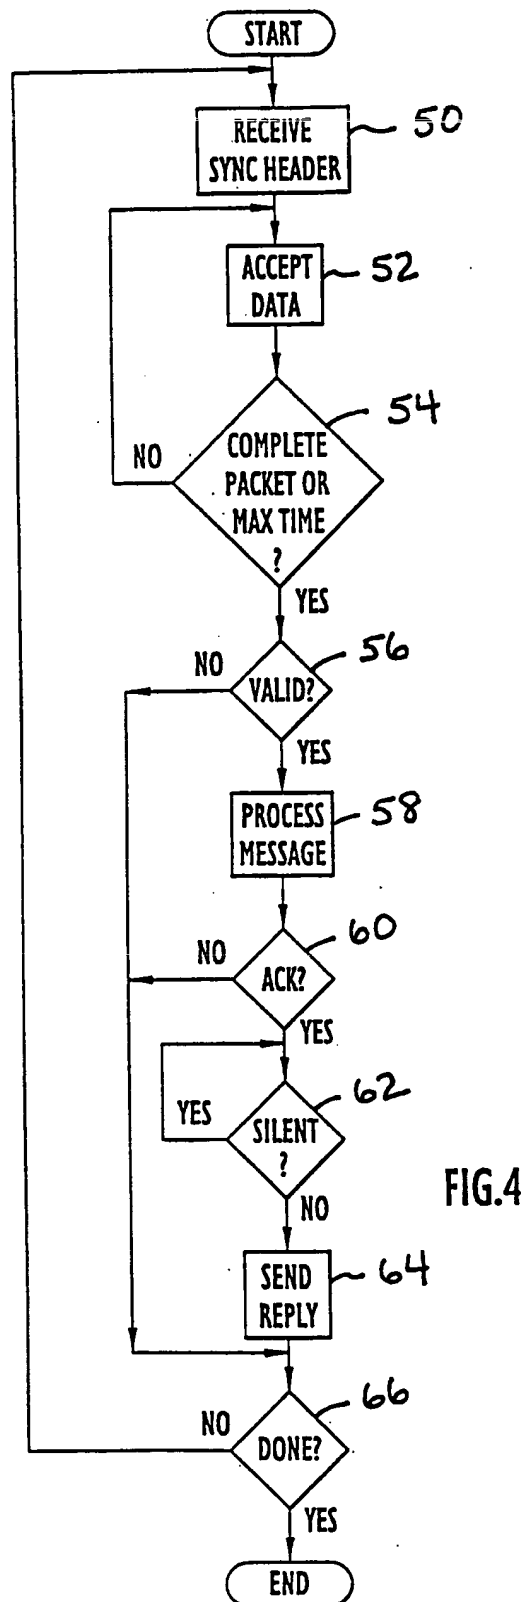 START
RECEIVE
SYNC HEADER
50
ACCEPT
DATA
52
COMPLETE
PACKET OR
MAX TIME
?
54
NO
YES
VALID?
56
NO
YES
PROCESS
MESSAGE
58
ACK?
60
NO
YES
SILENT
?
62
YES
NO
FIG.4
SEND
REPLY
64
DONE?
66
NO
YES
END